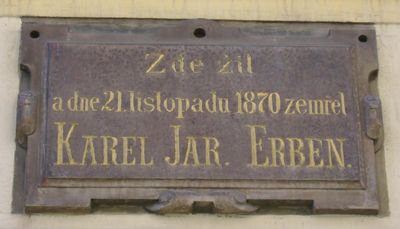 Zde žil
a dne 21. listopadu 1870 zemřel
KAREL JAR. ERBEN.